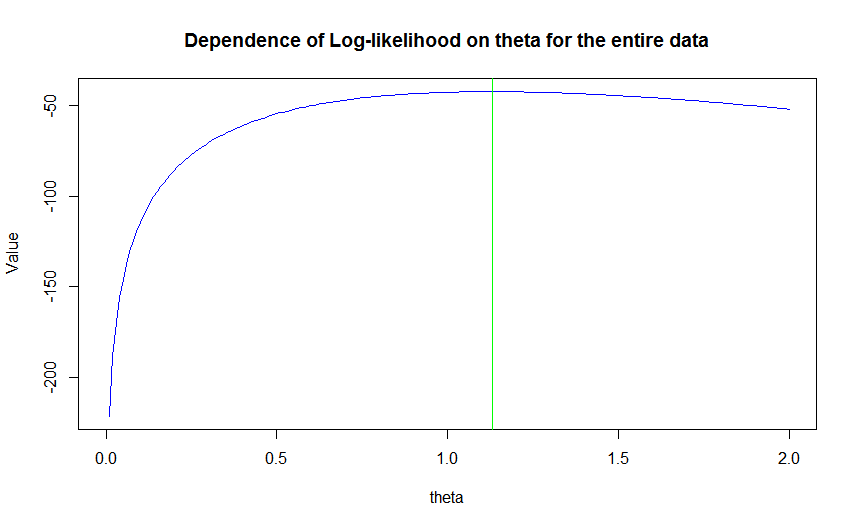 Dependence of Log-likelihood on theta for the entire data
Value
-50
-100
-150
-200
0.0 0.5 1.0 1.5 2.0
theta